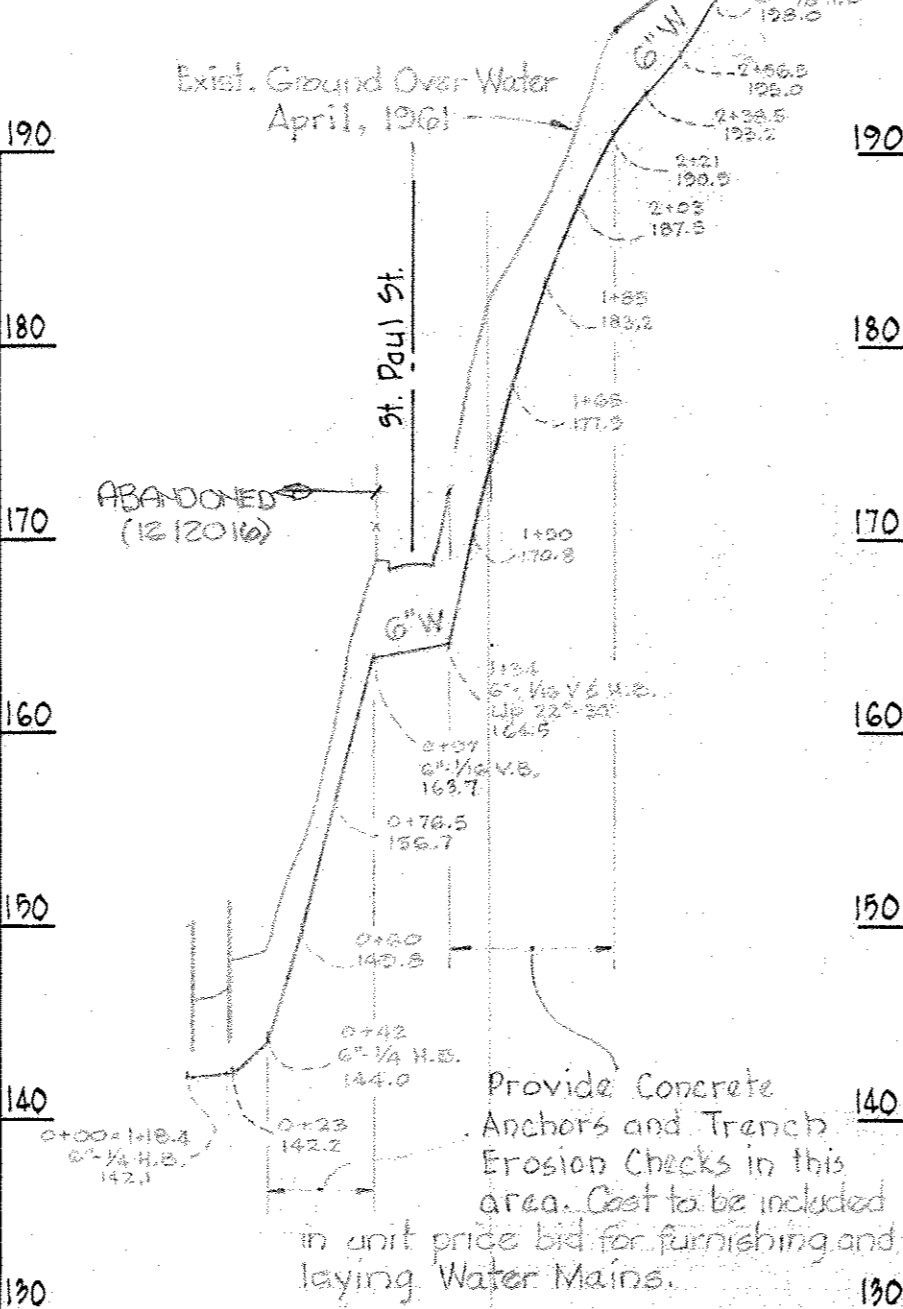 198.0
6" W
2+56.5
195.0
Exist. Ground Over Water
April, 1961
2+38.5
193.2
190
190
2+21
190.9
2+03
187.8
St. Paul St.
1+85
183.2
180
180
1+68
177.9
ABANDONED
170
170
1+50
170.8
6" W
1+34
164.5
160
160
0+97
6"-1/16 V.B.
163.7
0+76.5
156.7
150
150
0+60
0+42
6"-1/4 H.B.
144.0
140
140
0+00=1+18.4
6"-1/4 H.B.
142.1
0+23
142.2
Provide Concrete
Anchors and Trench
Erosion Checks in this
area. Cost to be included
in unit price bid for furnishing and
laying Water Mains.
130
130